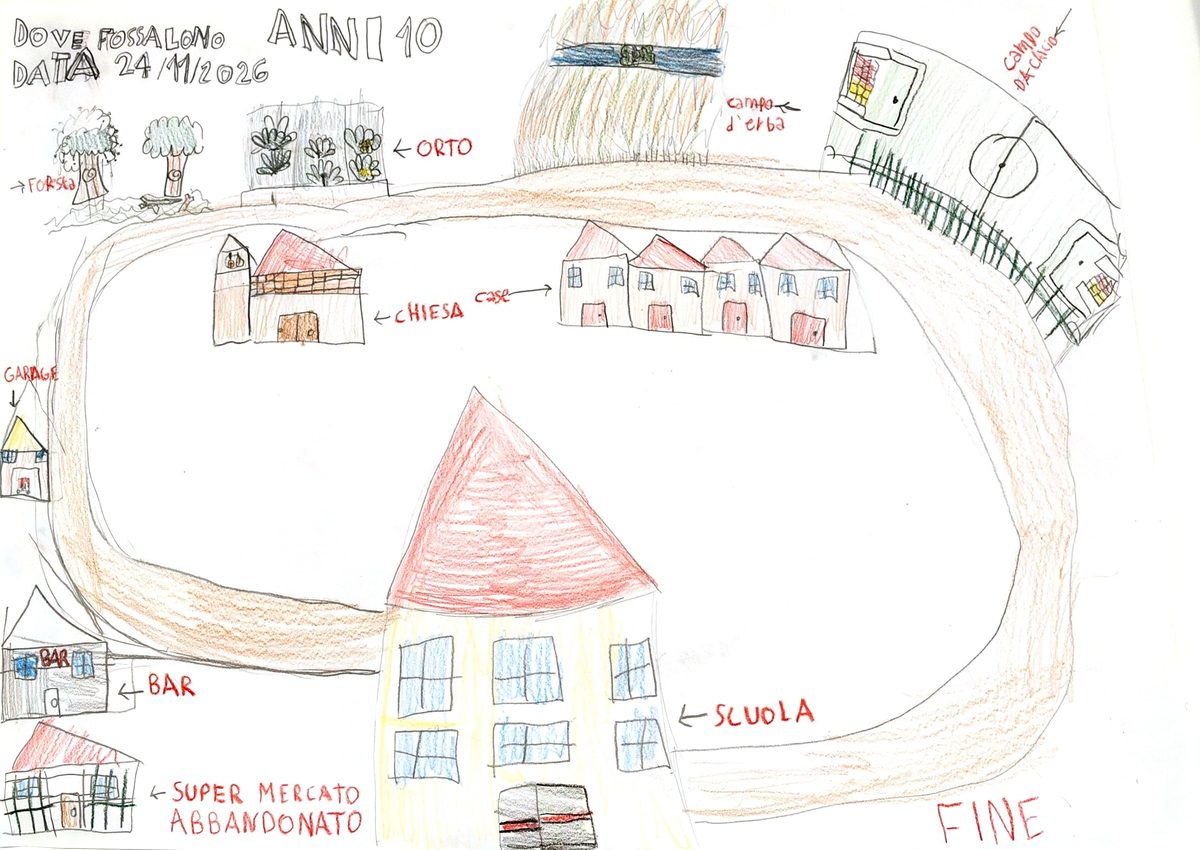 DOVE FOSSALONO ANNI 10
DATA 24/11/2026
CAMPO
DA CALCIO
campo
d'erba
ORTO
FORSta
CHIESA
case
GARAGE
BAR
BAR
SCUOLA
SUPER MERCATO
ABBANDONATO
FINE